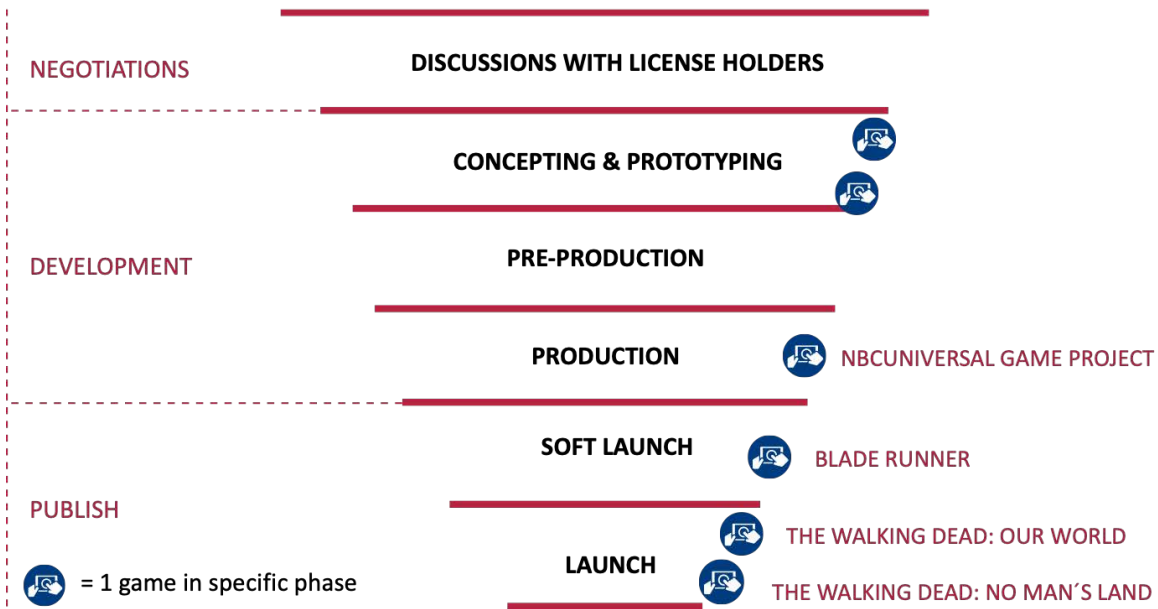 NEGOTIATIONS
DISCUSSIONS WITH LICENSE HOLDERS
CONCEPTING & PROTOTYPING
DEVELOPMENT
PRE-PRODUCTION
PRODUCTION
NBCUNIVERSAL GAME PROJECT
SOFT LAUNCH
BLADE RUNNER
PUBLISH
THE WALKING DEAD: OUR WORLD
LAUNCH
= 1 game in specific phase
THE WALKING DEAD: NO MAN´S LAND